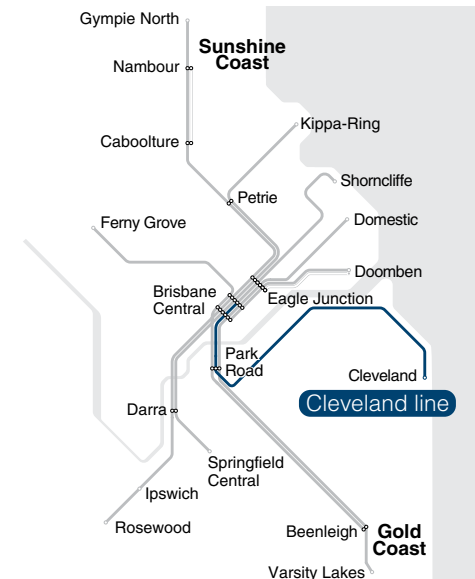 Gympie North
Sunshine
Coast
Nambour
Kippa-Ring
Caboolture
Shorncliffe
Petrie
Ferny Grove
Domestic
Doomben
Brisbane
Central
Eagle Junction
Park
Road
Cleveland
Cleveland line
Darra
Springfield
Central
Ipswich
Rosewood
Beenleigh
Gold
Coast
Varsity Lakes